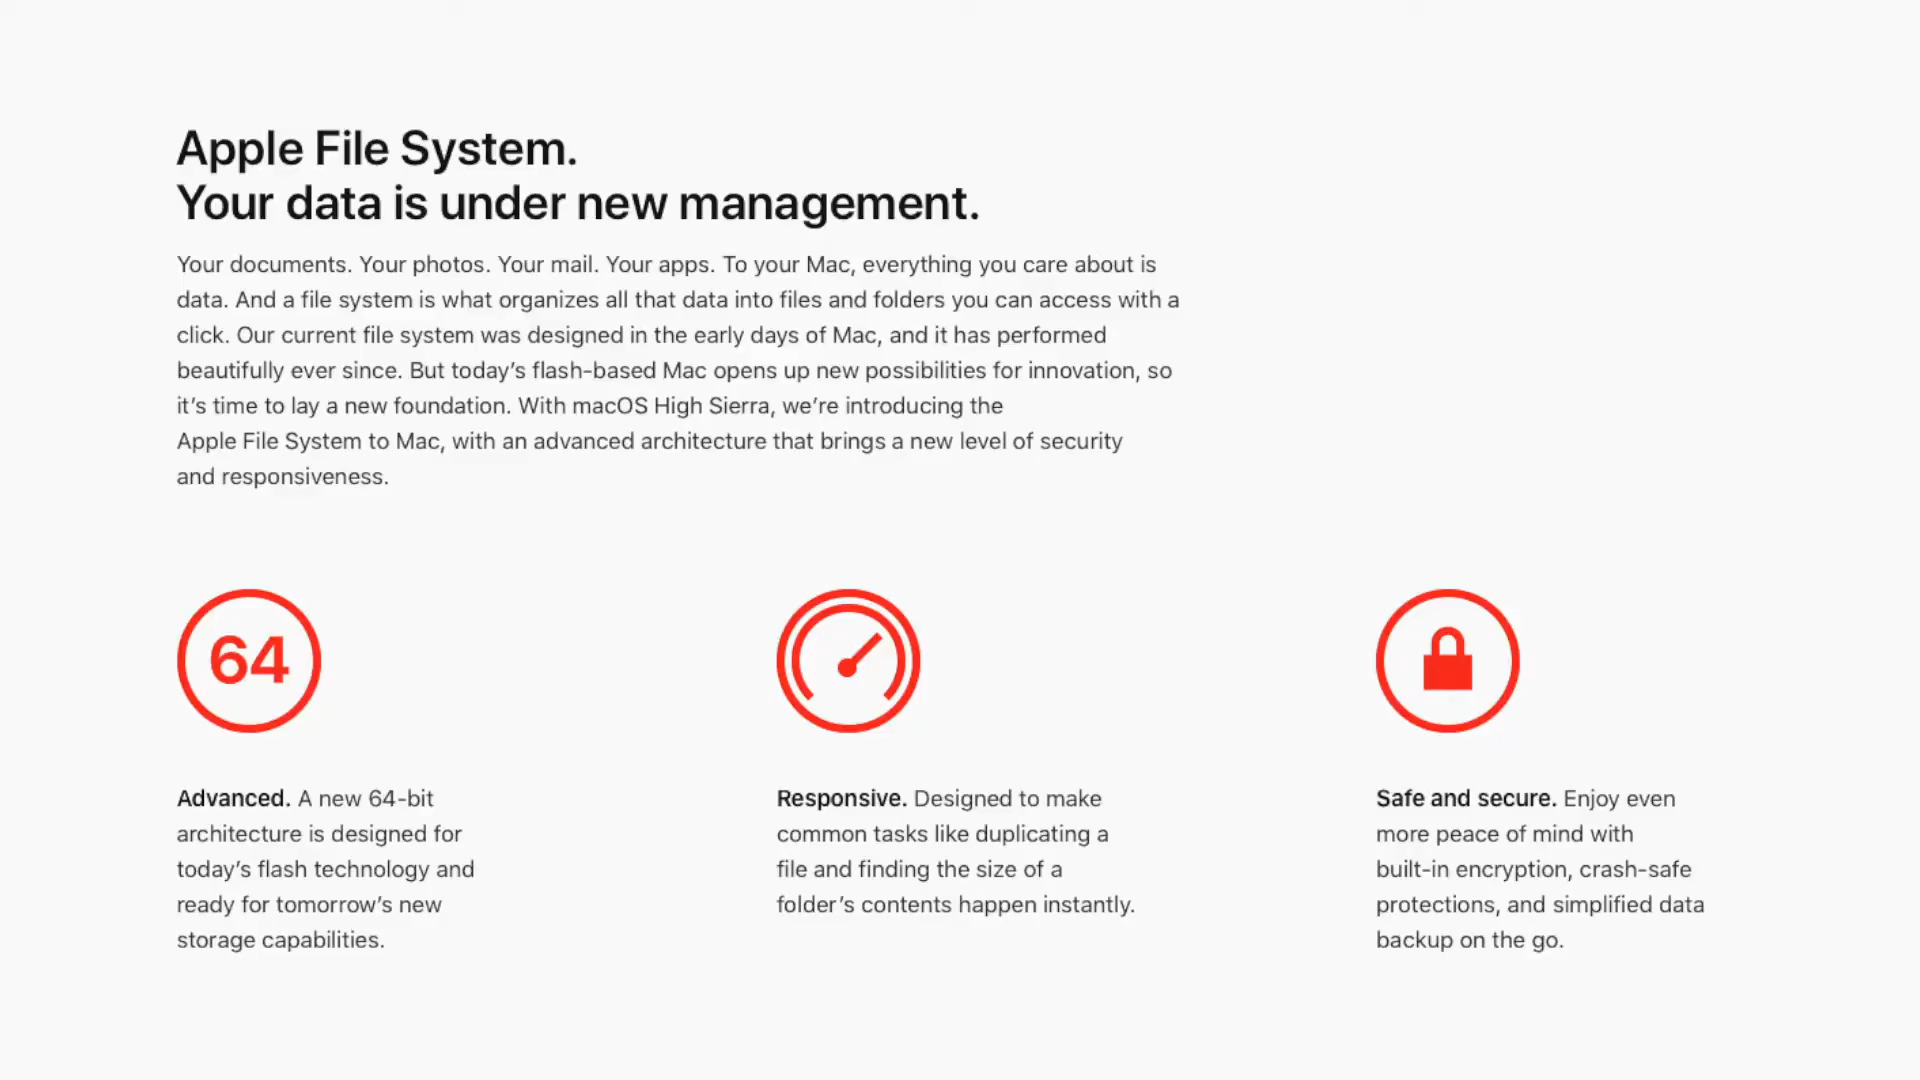 Apple File System.
Your data is under new management.
Your documents. Your photos. Your mail. Your apps. To your Mac, everything you care about is
data. And a file system is what organizes all that data into files and folders you can access with a
click. Our current file system was designed in the early days of Mac, and it has performed
beautifully ever since. But today’s flash-based Mac opens up new possibilities for innovation, so
it’s time to lay a new foundation. With macOS High Sierra, we’re introducing the
Apple File System to Mac, with an advanced architecture that brings a new level of security
and responsiveness.
64
Advanced. A new 64-bit
architecture is designed for
today’s flash technology and
ready for tomorrow’s new
storage capabilities.
Responsive. Designed to make
common tasks like duplicating a
file and finding the size of a
folder’s contents happen instantly.
Safe and secure. Enjoy even
more peace of mind with
built-in encryption, crash-safe
protections, and simplified data
backup on the go.